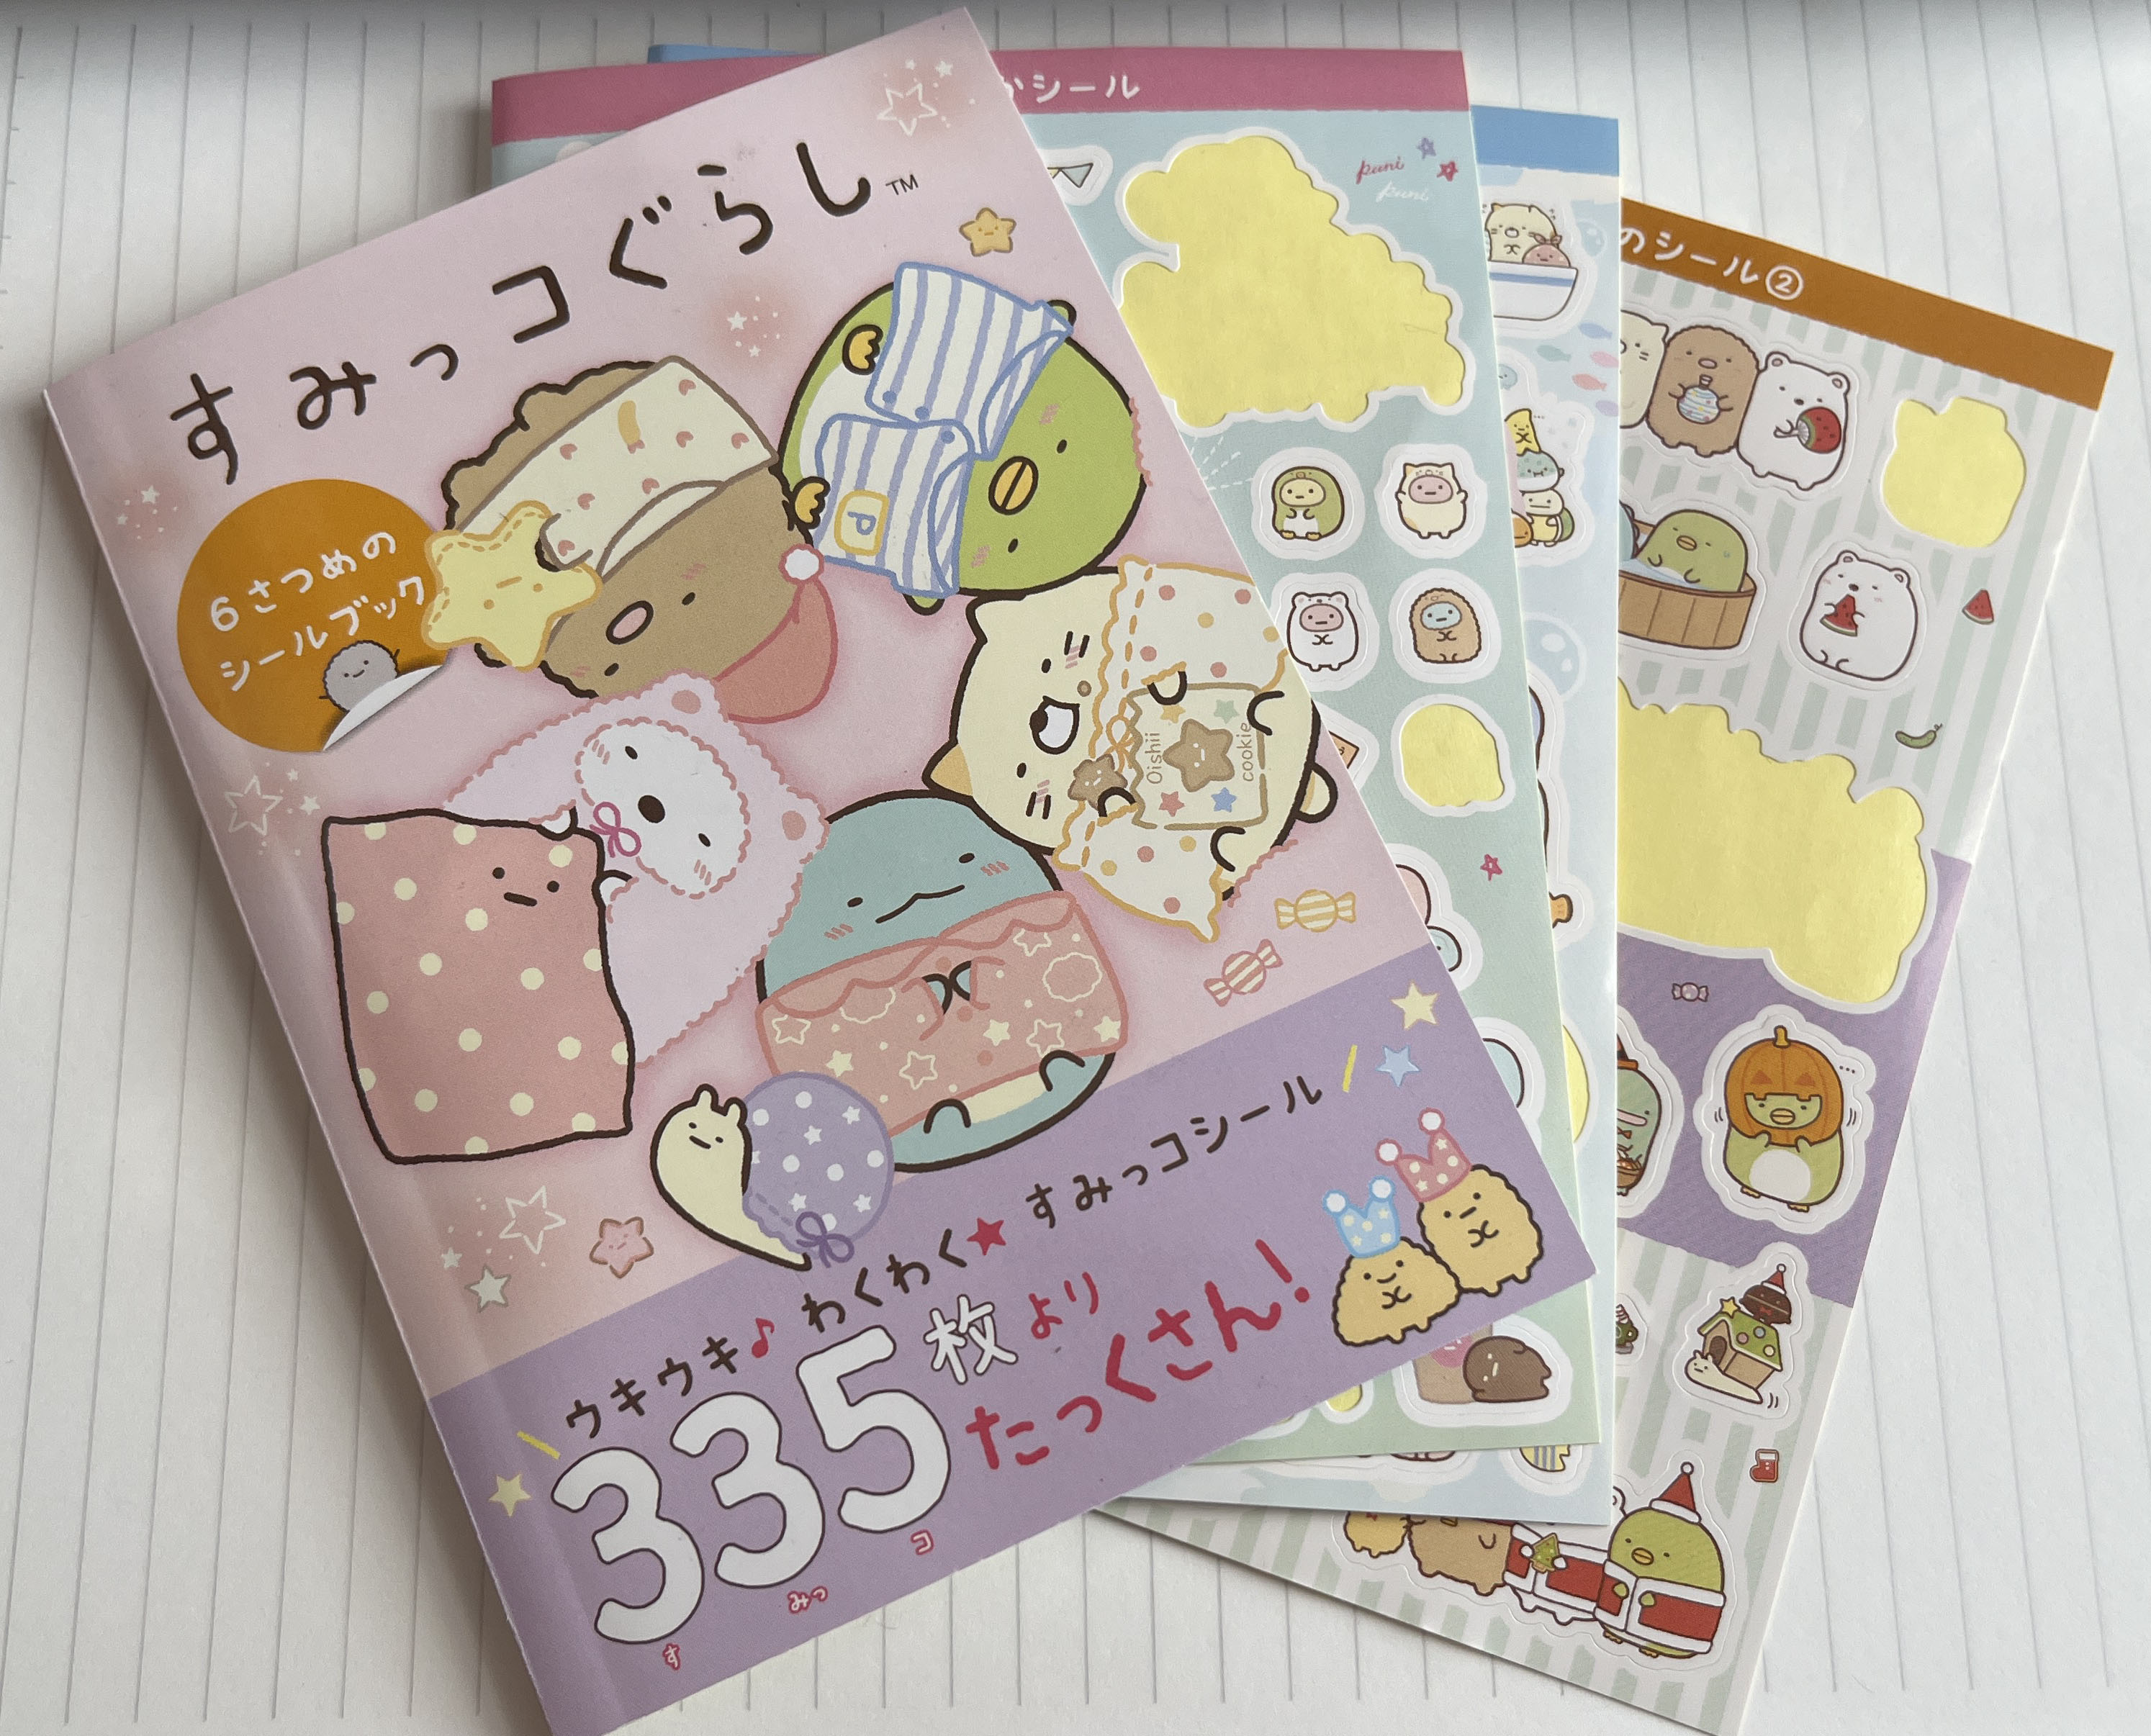 すみっコぐらし™
6さつめの
シールブック
P
Oishii
cookie
ウキウキ♪ わくわく★ すみっコシール
335枚より
す みっ コ
たっくさん!
シール
puni
puni
のシール②